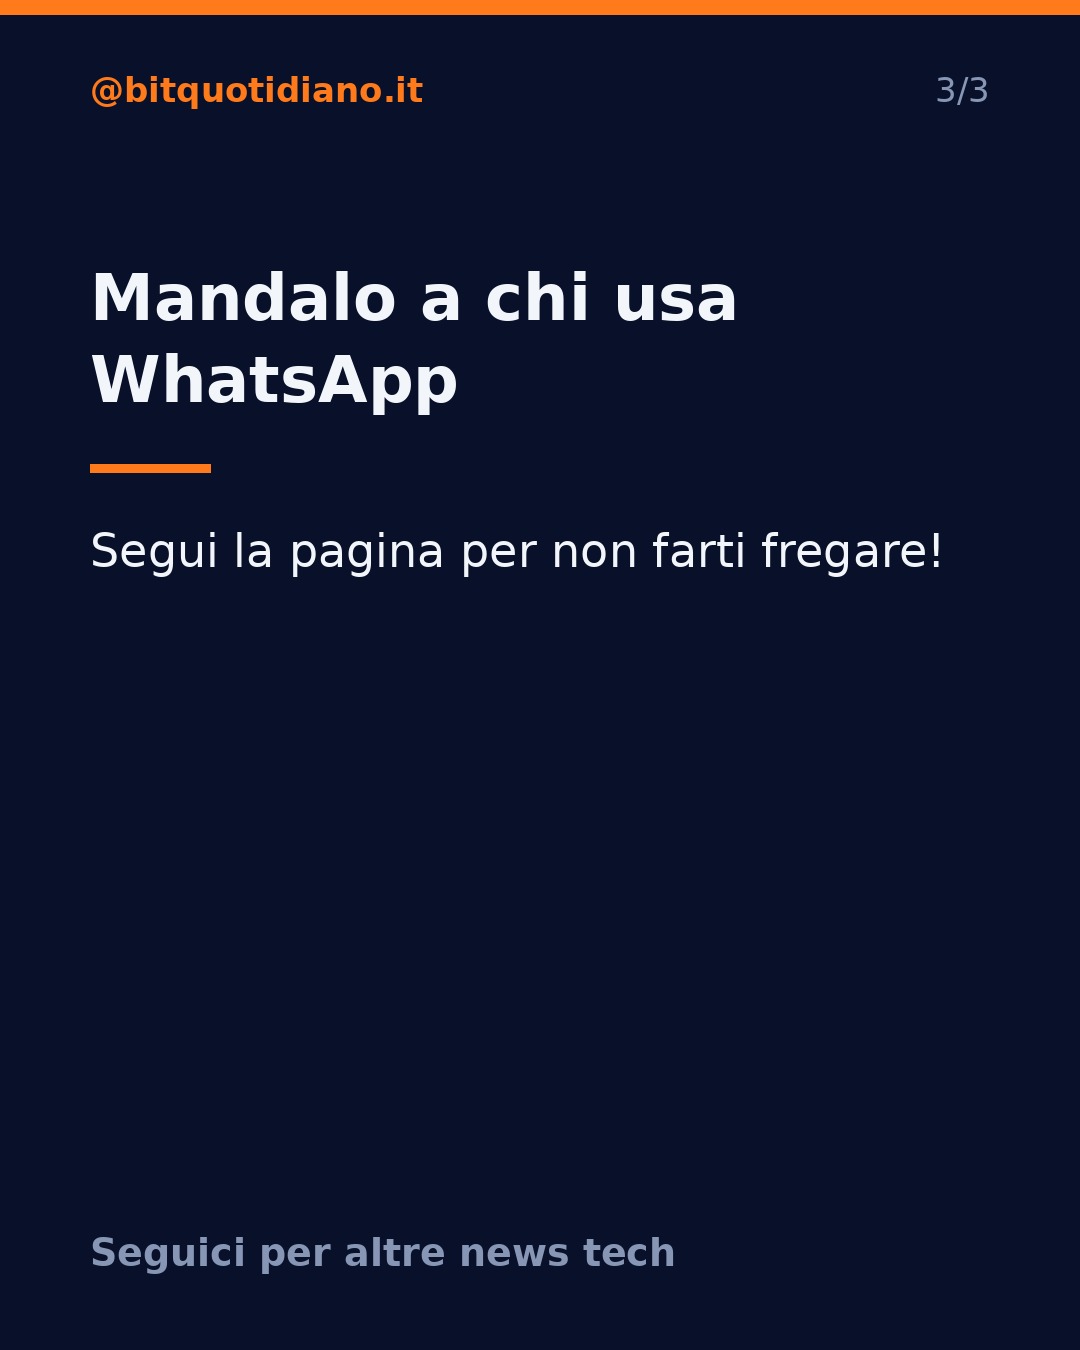 @bitquotidiano.it
3/3
Mandalo a chi usa
WhatsApp
Segui la pagina per non farti fregare!
Seguici per altre news tech